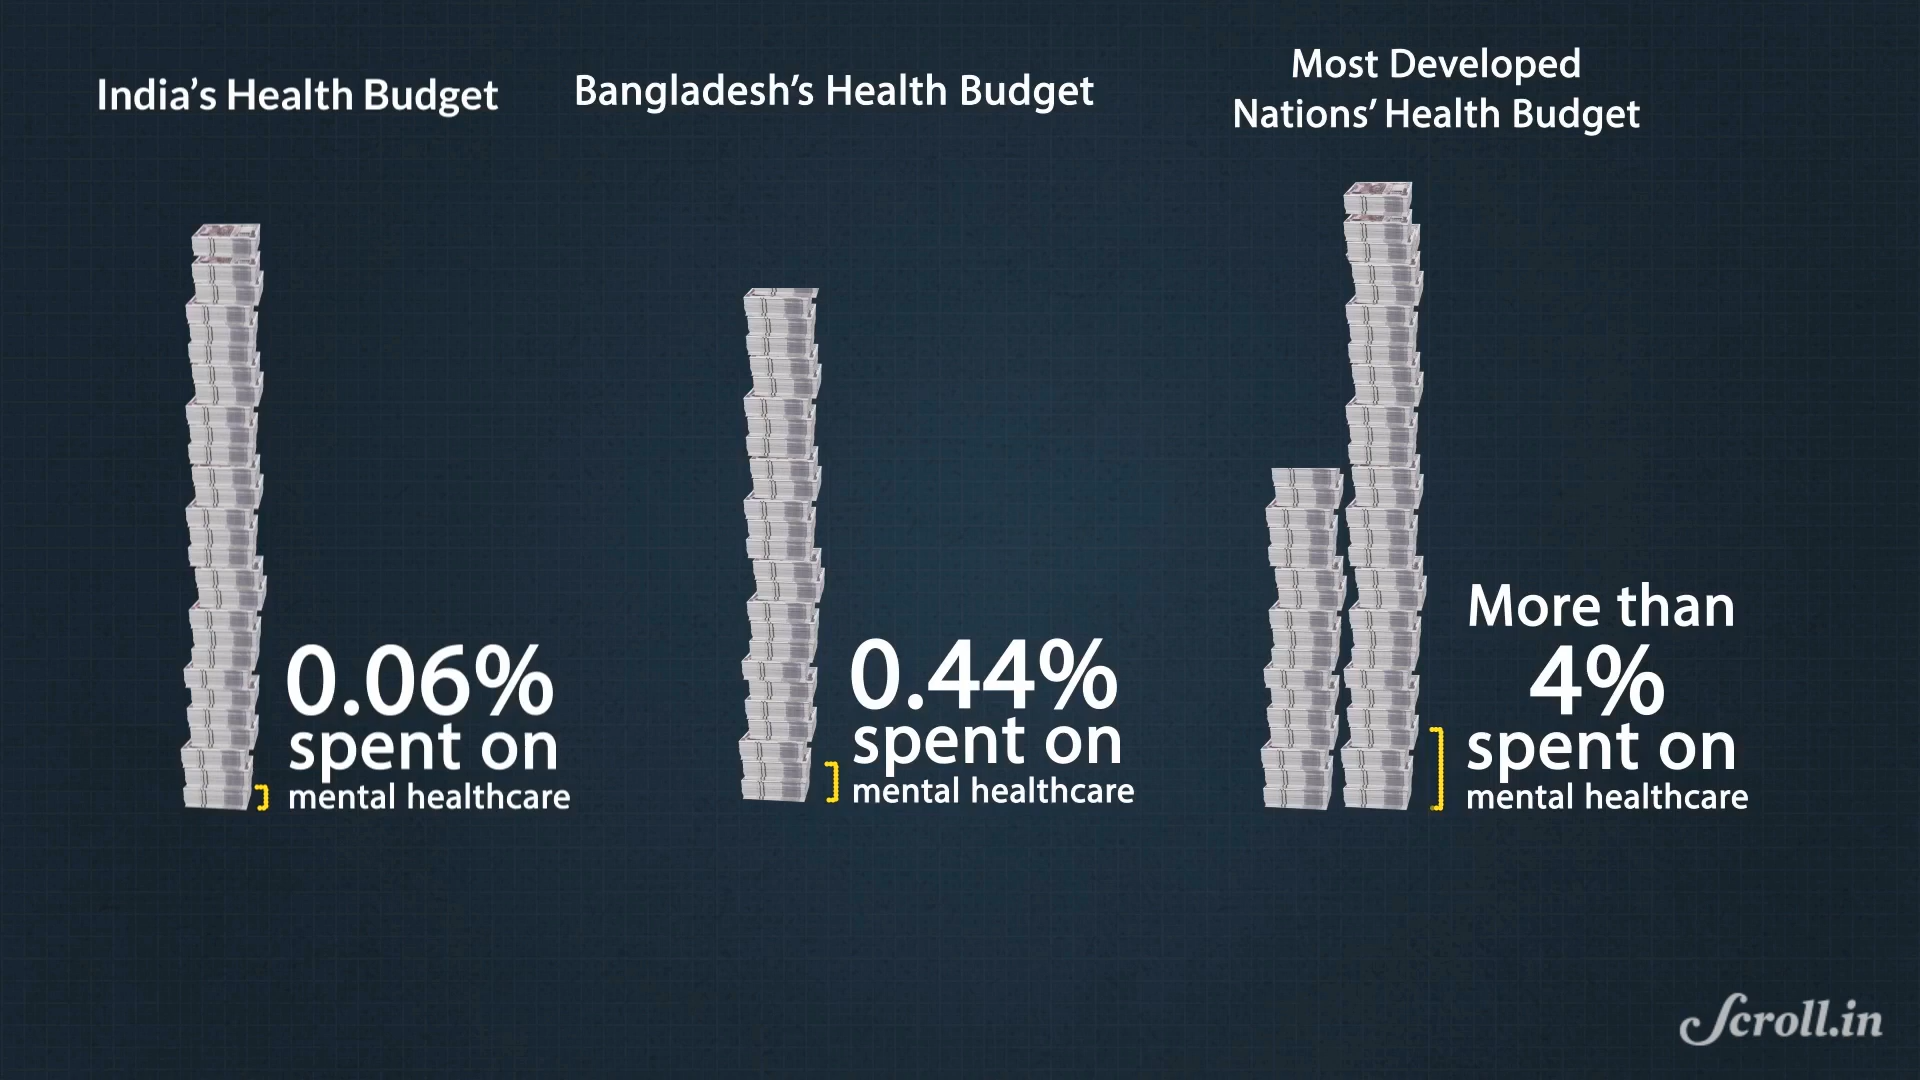 India’s Health Budget
0.06%
spent on
mental healthcare
Bangladesh’s Health Budget
0.44%
spent on
mental healthcare
Most Developed
Nations’ Health Budget
More than
4%
spent on
mental healthcare
Scroll.in